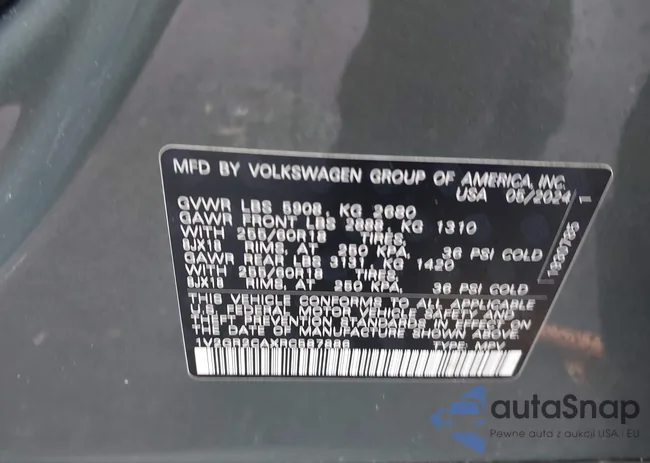 MFD BY VOLKSWAGEN GROUP OF AMERICA, INC.
USA 05/2024
GVWR LBS 5908, KG 2680
GAWR FRONT LBS 2888, KG 1310
WITH 255/60R18 TIRES,
8JX18 RIMS, AT 250 KPA, 36 PSI COLD
GAWR REAR LBS 3131, KG 1420
WITH 255/60R18 TIRES,
8JX18 RIMS, AT 250 KPA, 36 PSI COLD
THIS VEHICLE CONFORMS TO ALL APPLICABLE
U.S. FEDERAL MOTOR VEHICLE SAFETY AND
THEFT PREVENTION STANDARDS IN EFFECT ON
THE DATE OF MANUFACTURE SHOWN ABOVE.
TYPE: MPV
autaSnap
Pewne auta z aukcji USA - EU